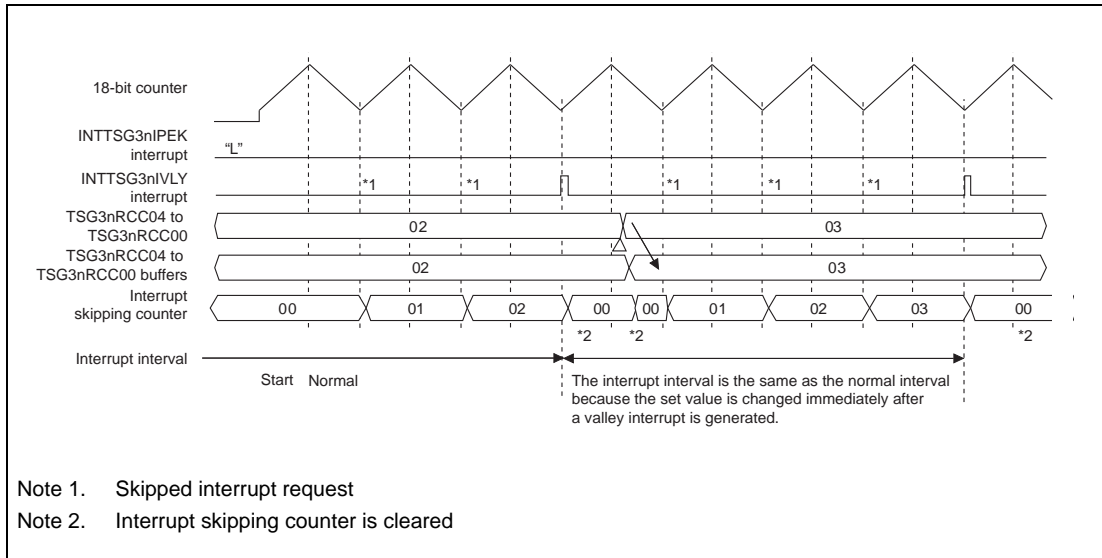 18-bit counter
INTTSG3nIPEK
interrupt
“L”
INTTSG3nIVLY
interrupt
*1 *1 *1 *1 *1
TSG3nRCC04 to
TSG3nRCC00
02 03
TSG3nRCC04 to
TSG3nRCC00 buffers
02 03
Interrupt
skipping counter
00 01 02 00 00 01 02 03 00
*2 *2 *2
Interrupt interval
Start Normal
The interrupt interval is the same as the normal interval
because the set value is changed immediately after
a valley interrupt is generated.
Note 1. Skipped interrupt request
Note 2. Interrupt skipping counter is cleared